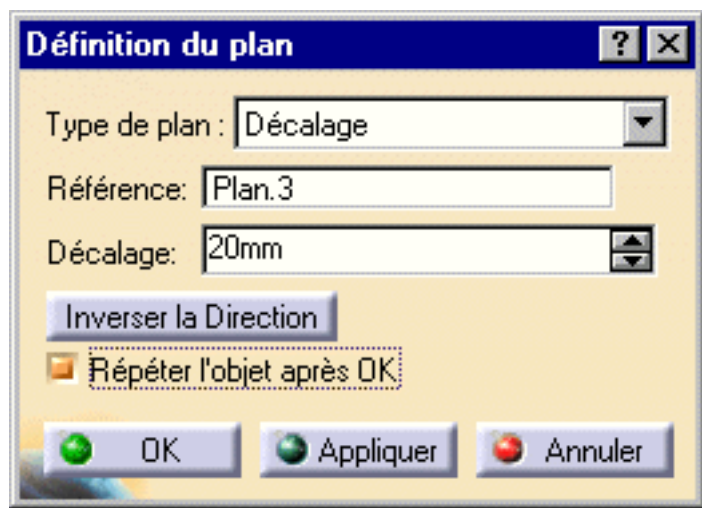 Définition du plan ?
Type de plan : Décalage
Référence: Plan.3
Décalage: 20mm
Inverser la Direction
Répéter l'objet après OK
OK Appliquer Annuler